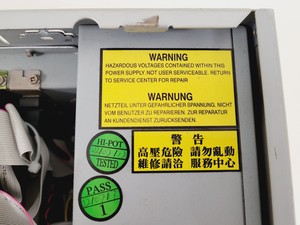 WARNING
HAZARDOUS VOLTAGES CONTAINED WITHIN THIS
POWER SUPPLY. NOT USER SERVICEABLE. RETURN
TO SERVICE CENTER FOR REPAIR
WARNUNG
NETZTEIL UNTER GEFAHRLICHER SPANNUNG. NICHT
VOM BENUTZER ZU REPARIEREN. ZUR REPARATUR
AN KUNDENDIENST ZURUCKSENDEN.
警 告
高壓危險 請勿亂動
維修請洽 服務中心
HI-POT
TESTED
PASS
1